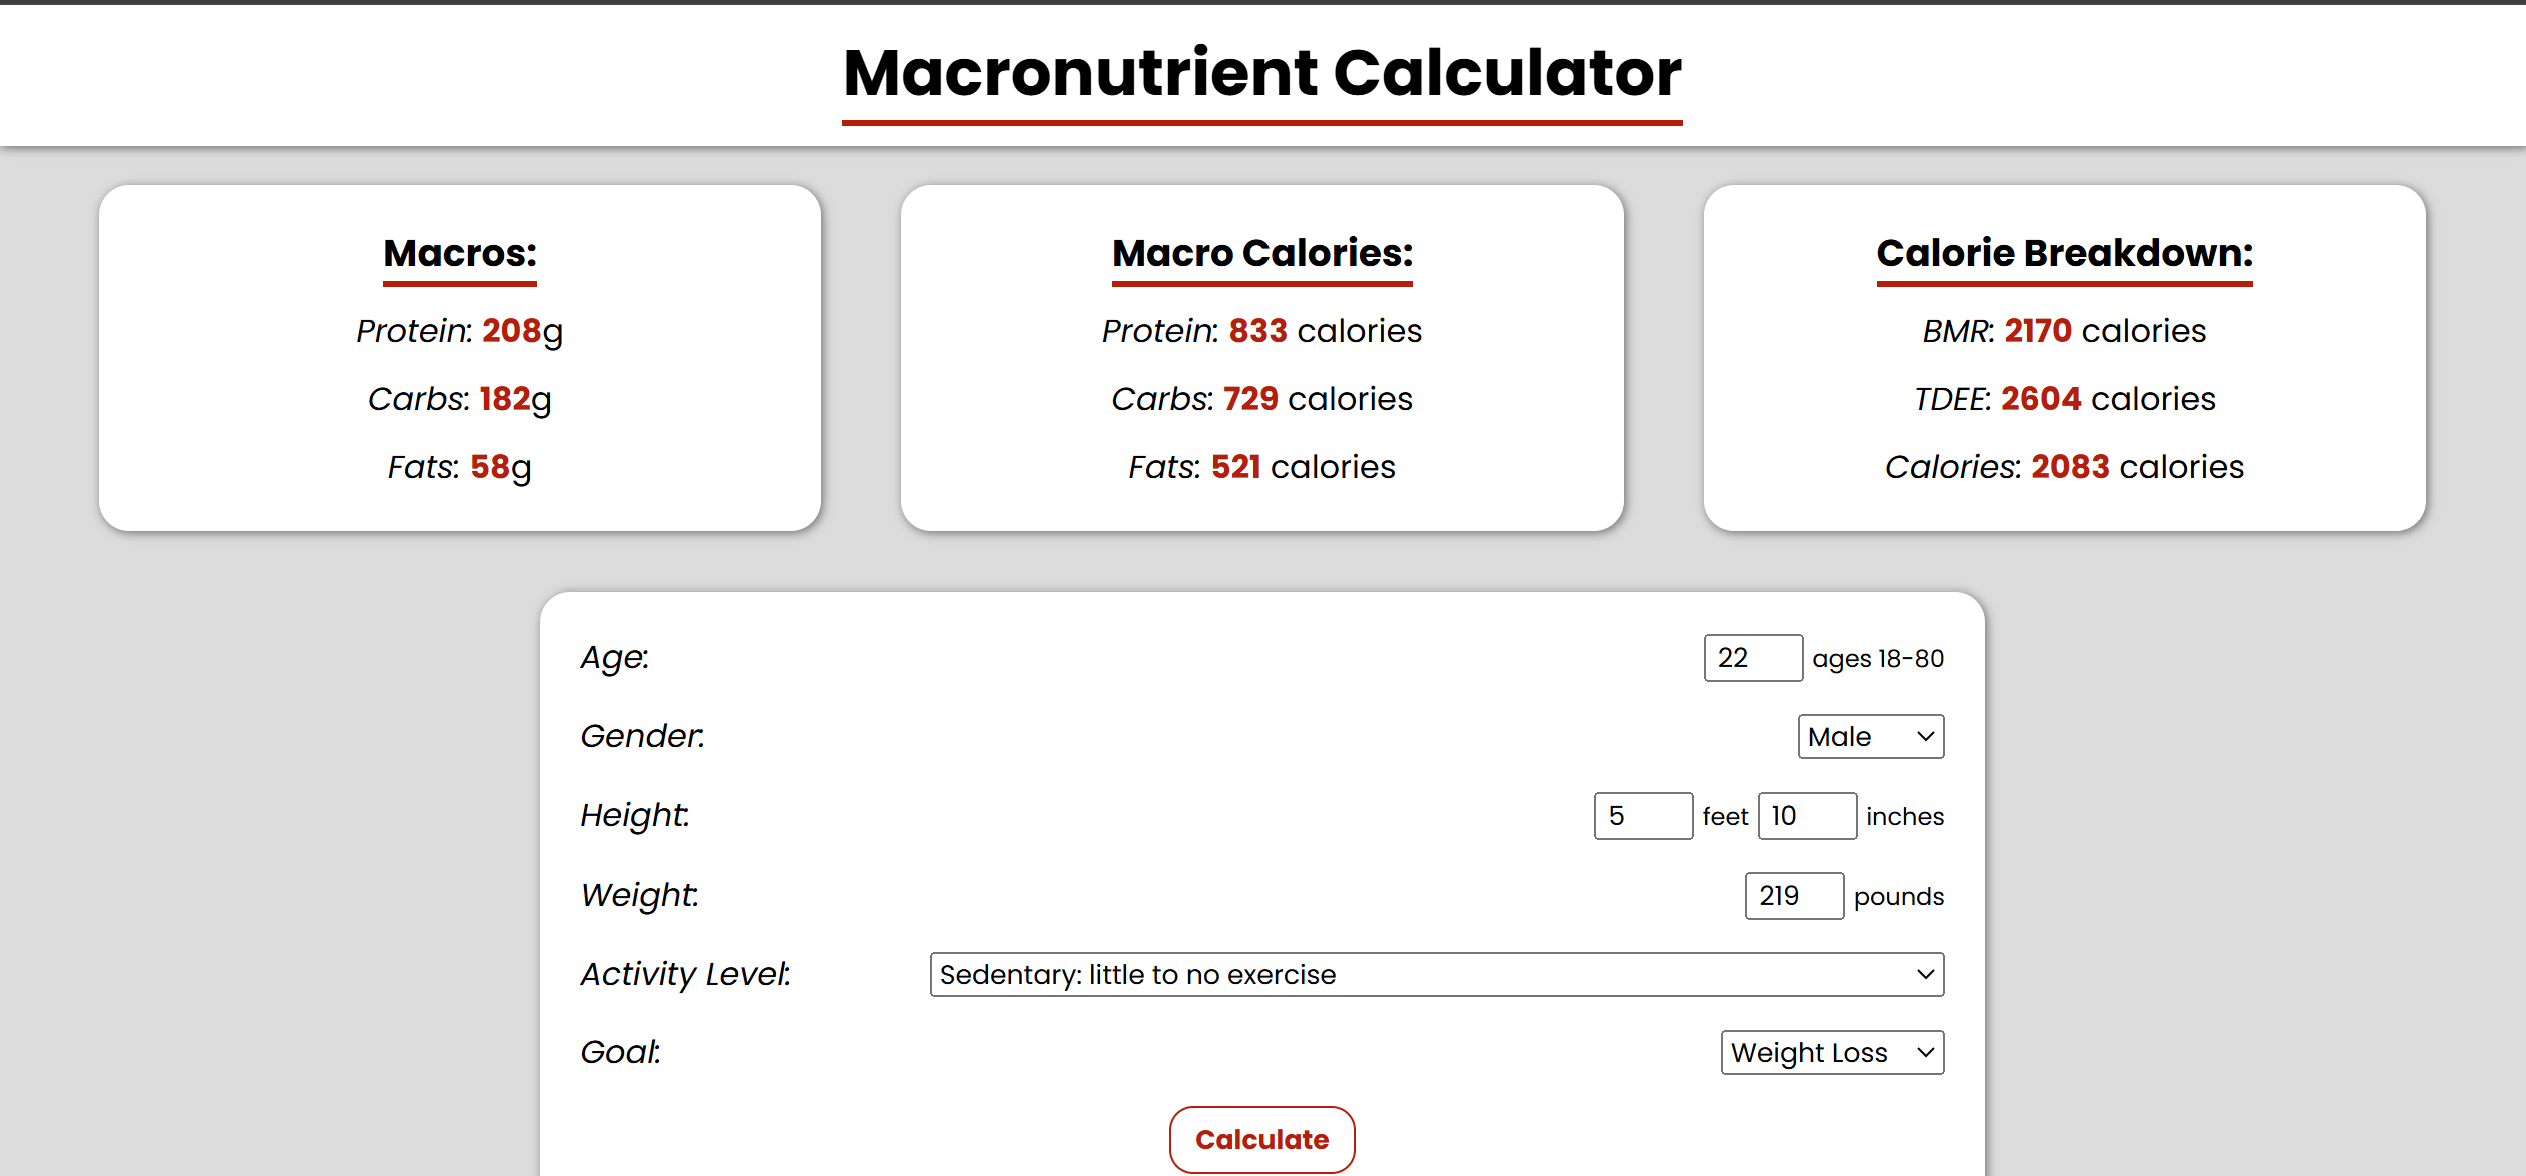 Macronutrient Calculator
Macros:
Protein: 208g
Carbs: 182g
Fats: 58g
Macro Calories:
Protein: 833 calories
Carbs: 729 calories
Fats: 521 calories
Calorie Breakdown:
BMR: 2170 calories
TDEE: 2604 calories
Calories: 2083 calories
Age: 22 ages 18-80
Gender: Male
Height: 5 feet 10 inches
Weight: 219 pounds
Activity Level: Sedentary: little to no exercise
Goal: Weight Loss
Calculate